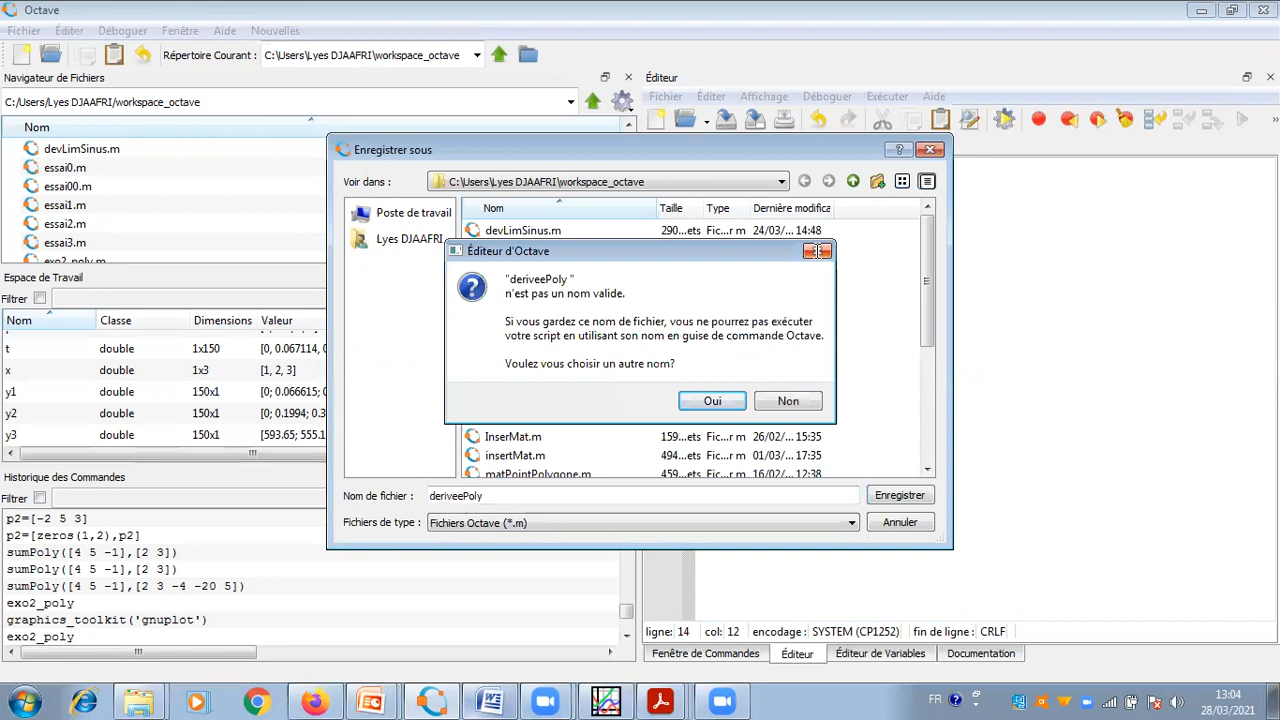 Octave
Fichier Éditer Déboguer Fenêtre Aide Nouvelles
Répertoire Courant : C:\Users\Lyes DJAAFRI\workspace_octave
Navigateur de Fichiers
C:/Users/Lyes DJAAFRI/workspace_octave
Nom
devLimSinus.m
essai0.m
essai00.m
essai1.m
essai2.m
essai3.m
exo2_poly.m
Espace de Travail
Filtrer
Nom Classe Dimensions Valeur
t double 1x150 [0, 0.067114, 0
x double 1x3 [1, 2, 3]
y1 double 150x1 [0; 0.066615; 0
y2 double 150x1 [0; 0.1994; 0.3
y3 double 150x1 [593.65; 555.1
Historique des Commandes
Filtrer
p2=[-2 5 3]
p2=[zeros(1,2),p2]
sumPoly([4 5 -1],[2 3])
sumPoly([4 5 -1],[2 3])
sumPoly([4 5 -1],[2 3 -4 -20 5])
exo2_poly
graphics_toolkit('gnuplot')
exo2_poly
Éditeur
Fichier Éditer Affichage Déboguer Exécuter Aide
»
Enregistrer sous
?
Voir dans : C:\Users\Lyes DJAAFRI\workspace_octave
Poste de travail
Lyes DJAAFRI
Nom Taille Type Dernière modifica
devLimSinus.m 290...ets Fic...r m 24/03/... 14:48
Éditeur d'Octave
"deriveePoly "
n'est pas un nom valide.
Si vous gardez ce nom de fichier, vous ne pourrez pas exécuter
votre script en utilisant son nom en guise de commande Octave.
Voulez vous choisir un autre nom?
Oui Non
InserMat.m 159...ets Fic...r m 26/02/... 15:35
insertMat.m 494...ets Fic...r m 01/03/... 17:35
matPointPolygone.m 459...ets Fic...r m 16/02/... 12:38
Nom de fichier : deriveePoly
Enregistrer
Fichiers de type : Fichiers Octave (*.m)
Annuler
ligne: 14 col: 12 encodage: SYSTEM (CP1252) fin de ligne : CRLF
Fenêtre de Commandes Éditeur Éditeur de Variables Documentation
FR
13:04
28/03/2021